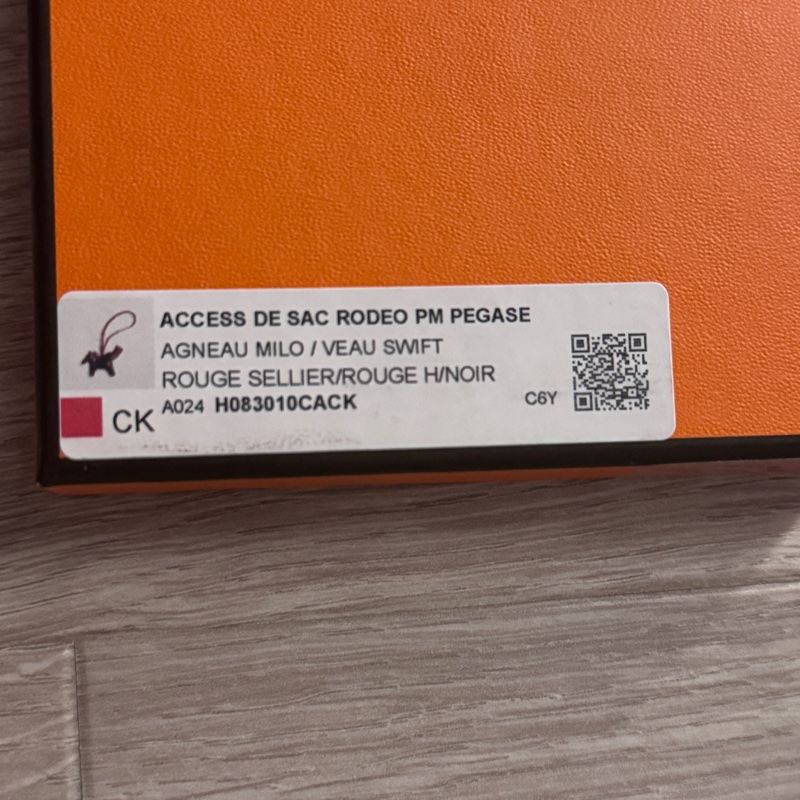 ACCESS DE SAC RODEO PM PEGASE
AGNEAU MILO / VEAU SWIFT
ROUGE SELLIER/ROUGE H/NOIR
CK A024 H083010CACK C6Y